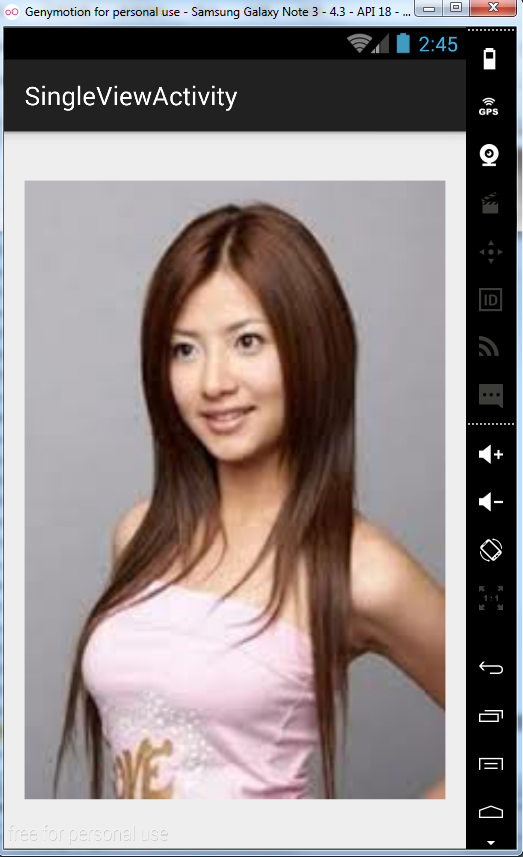 Genymotion for personal use - Samsung Galaxy Note 3 - 4.3 - API 18 - ...
2:45
SingleViewActivity
GPS
ID
1:1
LOVE
free for personal use